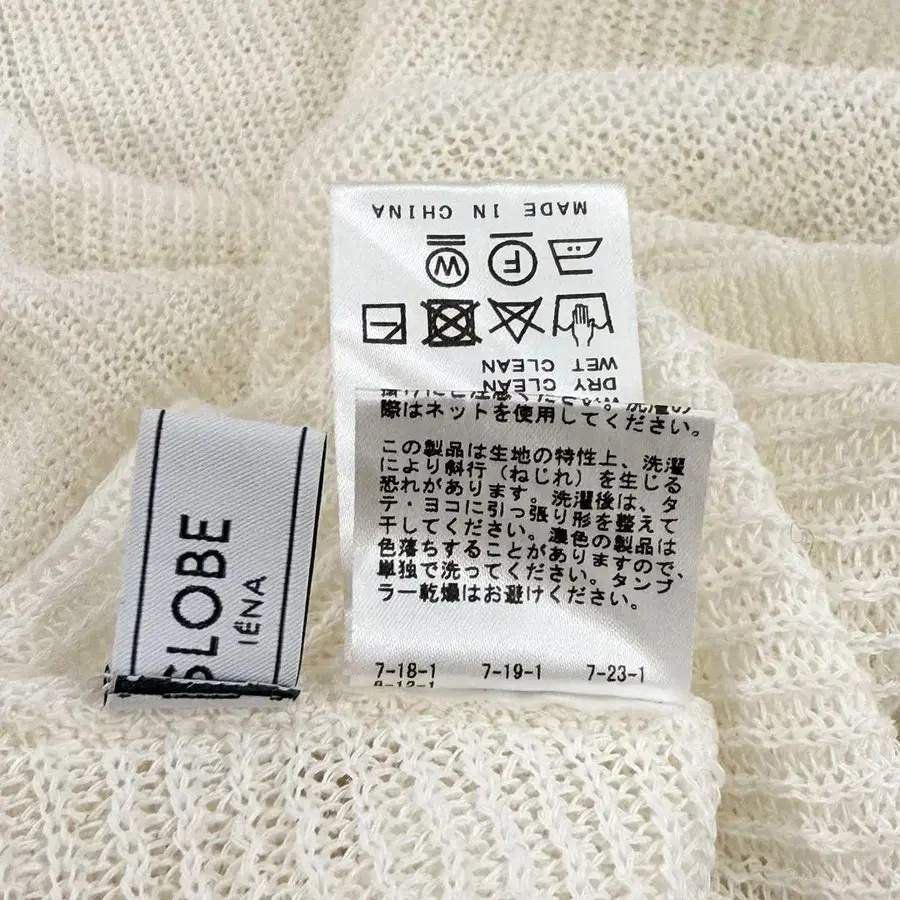 MADE IN CHINA
W
F
DRY CLEAN
WET CLEAN
際はネットを使用してください。
この製品は生地の特性上、洗濯
により斜行(ねじれ)を生じる
恐れがあります。洗濯後は、タ
テ・ヨコに引っ張り形を整えて
干してください。濃色の製品は
色落ちすることがありますので、
単独で洗ってください。タンブ
ラー乾燥はお避けください。
7-18-1 7-19-1 7-23-1
SLOBE
IÉNA